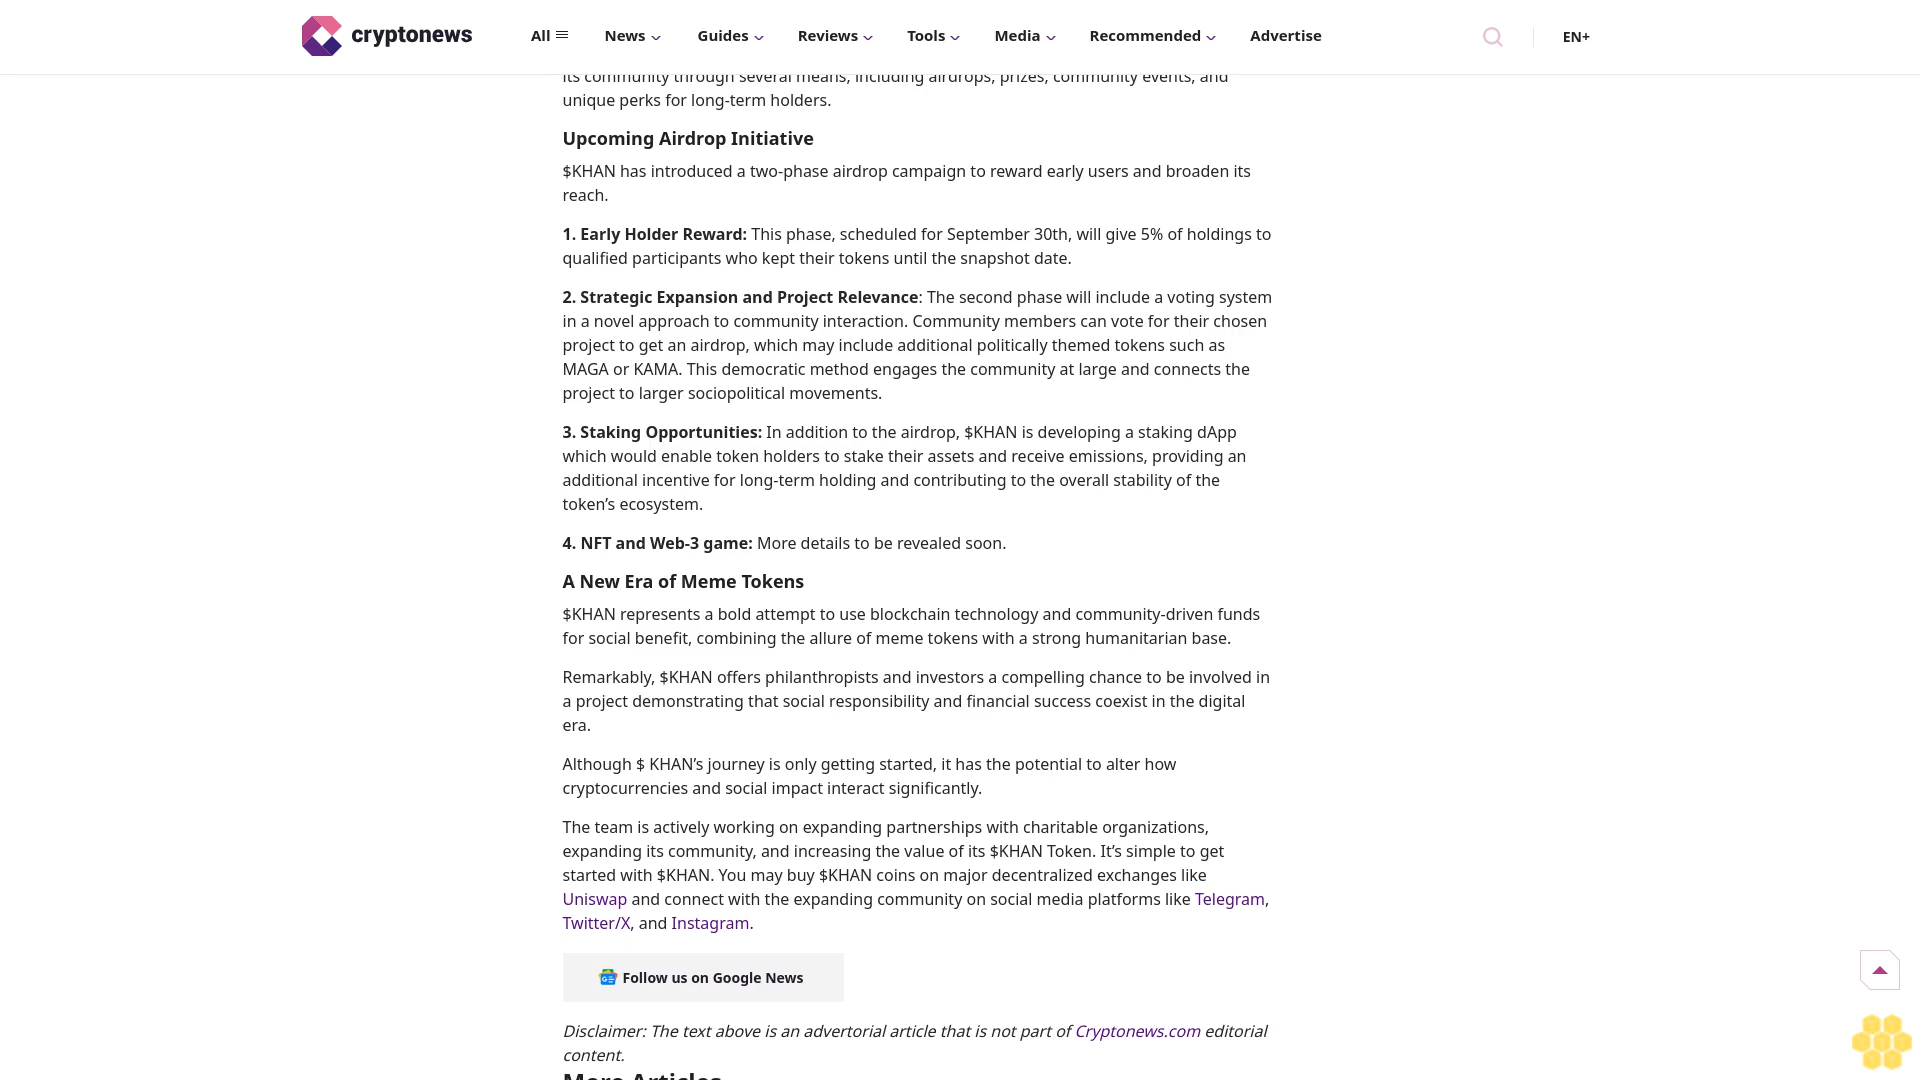 cryptonews
All
News
Guides
Reviews
Tools
Media
Recommended
Advertise
EN+
its community through several means, including airdrops, prizes, community events, and
unique perks for long-term holders.
Upcoming Airdrop Initiative
$KHAN has introduced a two-phase airdrop campaign to reward early users and broaden its
reach.
1. Early Holder Reward: This phase, scheduled for September 30th, will give 5% of holdings to
qualified participants who kept their tokens until the snapshot date.
2. Strategic Expansion and Project Relevance: The second phase will include a voting system
in a novel approach to community interaction. Community members can vote for their chosen
project to get an airdrop, which may include additional politically themed tokens such as
MAGA or KAMA. This democratic method engages the community at large and connects the
project to larger sociopolitical movements.
3. Staking Opportunities: In addition to the airdrop, $KHAN is developing a staking dApp
which would enable token holders to stake their assets and receive emissions, providing an
additional incentive for long-term holding and contributing to the overall stability of the
token’s ecosystem.
4. NFT and Web-3 game: More details to be revealed soon.
A New Era of Meme Tokens
$KHAN represents a bold attempt to use blockchain technology and community-driven funds
for social benefit, combining the allure of meme tokens with a strong humanitarian base.
Remarkably, $KHAN offers philanthropists and investors a compelling chance to be involved in
a project demonstrating that social responsibility and financial success coexist in the digital
era.
Although $ KHAN’s journey is only getting started, it has the potential to alter how
cryptocurrencies and social impact interact significantly.
The team is actively working on expanding partnerships with charitable organizations,
expanding its community, and increasing the value of its $KHAN Token. It’s simple to get
started with $KHAN. You may buy $KHAN coins on major decentralized exchanges like
Uniswap and connect with the expanding community on social media platforms like Telegram,
Twitter/X, and Instagram.
Follow us on Google News
Disclaimer: The text above is an advertorial article that is not part of Cryptonews.com editorial
content.
More Articles